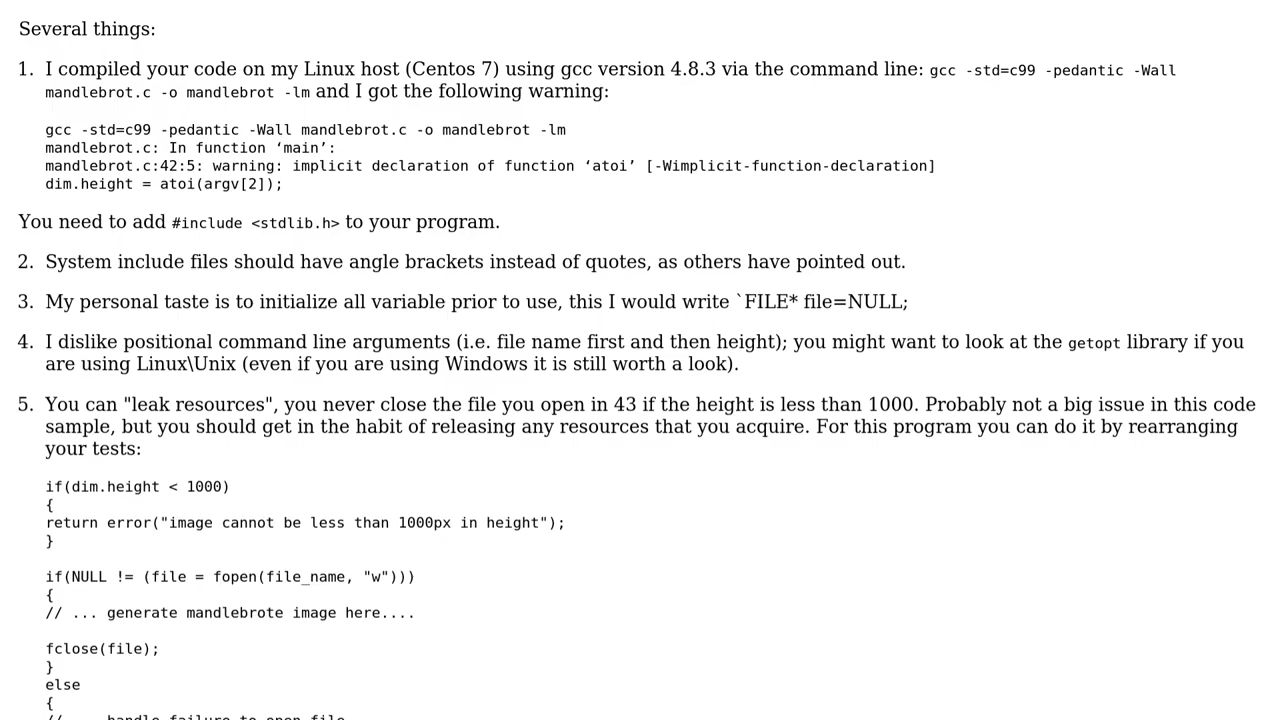 Several things:
1. I compiled your code on my Linux host (Centos 7) using gcc version 4.8.3 via the command line: gcc -std=c99 -pedantic -Wall
mandlebrot.c -o mandlebrot -lm and I got the following warning:
gcc -std=c99 -pedantic -Wall mandlebrot.c -o mandlebrot -lm
mandlebrot.c: In function ‘main’:
mandlebrot.c:42:5: warning: implicit declaration of function ‘atoi’ [-Wimplicit-function-declaration]
dim.height = atoi(argv[2]);
You need to add #include <stdlib.h> to your program.
2. System include files should have angle brackets instead of quotes, as others have pointed out.
3. My personal taste is to initialize all variable prior to use, this I would write `FILE* file=NULL;
4. I dislike positional command line arguments (i.e. file name first and then height); you might want to look at the getopt library if you
are using Linux\Unix (even if you are using Windows it is still worth a look).
5. You can "leak resources", you never close the file you open in 43 if the height is less than 1000. Probably not a big issue in this code
sample, but you should get in the habit of releasing any resources that you acquire. For this program you can do it by rearranging
your tests:
if(dim.height < 1000)
{
return error("image cannot be less than 1000px in height");
}
if(NULL != (file = fopen(file_name, "w")))
{
// ... generate mandlebrote image here....
fclose(file);
}
else
{
// ... handle failure to open file